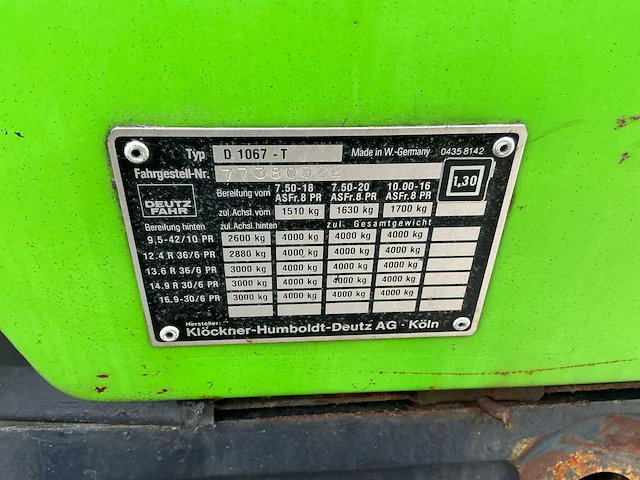 Typ D 1067 - T Made in W.-Germany 0435 8142
Fahrgestell-Nr.
1,30
DEUTZ
FAHR
Bereifung vorn 7.50-18 7.50-20 10.00-16
ASFr.8 PR ASFr.8 PR ASFr.8 PR
zul. Achsl. vorn 1510 kg 1630 kg 1700 kg
Bereifung hinten zul. Achsl. hinten zul. Gesamtgewicht
9.5-42/10 PR 2600 kg 4000 kg 4000 kg 4000 kg
12.4 R 36/6 PR 2880 kg 4000 kg 4000 kg 4000 kg
13.6 R 36/6 PR 3000 kg 4000 kg 4000 kg 4000 kg
14.9 R 30/6 PR 3000 kg 4000 kg 4000 kg 4000 kg
16.9-30/6 PR 3000 kg 4000 kg 4000 kg 4000 kg
Hersteller:
Klöckner-Humboldt-Deutz AG · Köln